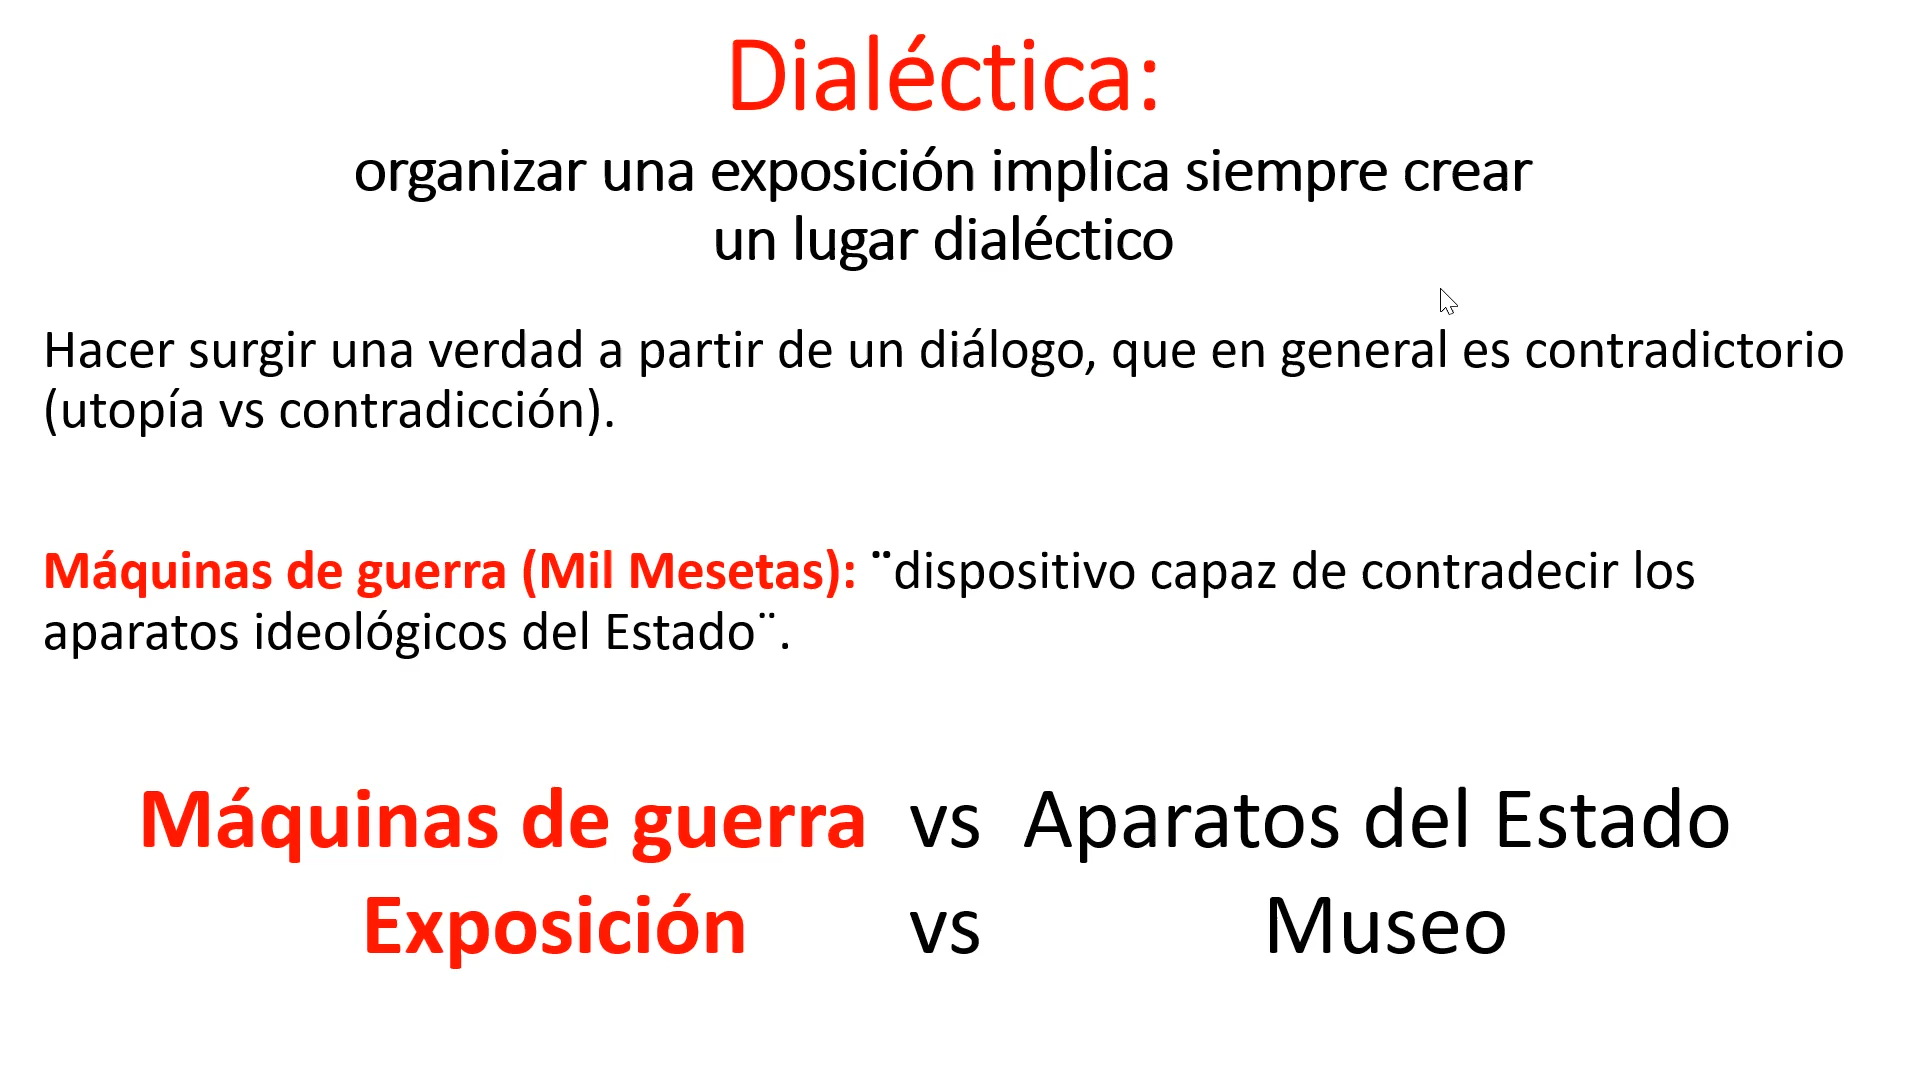 Dialéctica:
organizar una exposición implica siempre crear
un lugar dialéctico
Hacer surgir una verdad a partir de un diálogo, que en general es contradictorio
(utopía vs contradicción).
Máquinas de guerra (Mil Mesetas): ¨dispositivo capaz de contradecir los
aparatos ideológicos del Estado¨.
Máquinas de guerra vs Aparatos del Estado
Exposición vs Museo